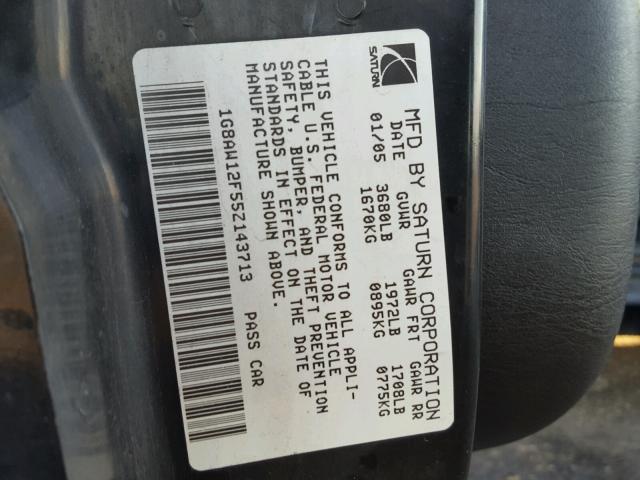 SATURN
MFD BY SATURN CORPORATION
DATE GVWR GAWR FRT GAWR RR
01/05 3680LB 1972LB 1708LB
1670KG 0895KG 0775KG
THIS VEHICLE CONFORMS TO ALL APPLI-
CABLE U.S. FEDERAL MOTOR VEHICLE
SAFETY, BUMPER, AND THEFT PREVENTION
STANDARDS IN EFFECT ON THE DATE OF
MANUFACTURE SHOWN ABOVE.
1G8AW12F55Z143713 PASS CAR